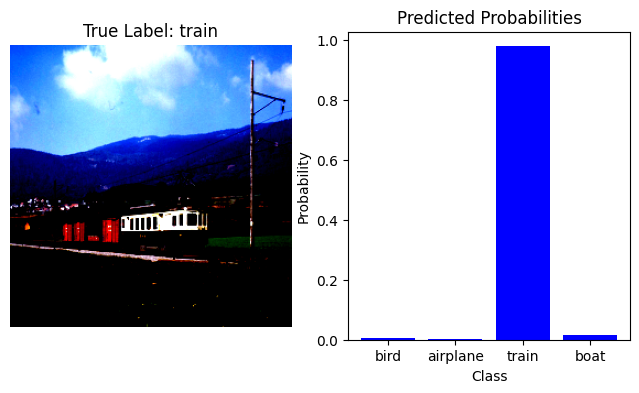 True Label: train
Predicted Probabilities
Probability
1.0
0.8
0.6
0.4
0.2
0.0
bird airplane train boat
Class